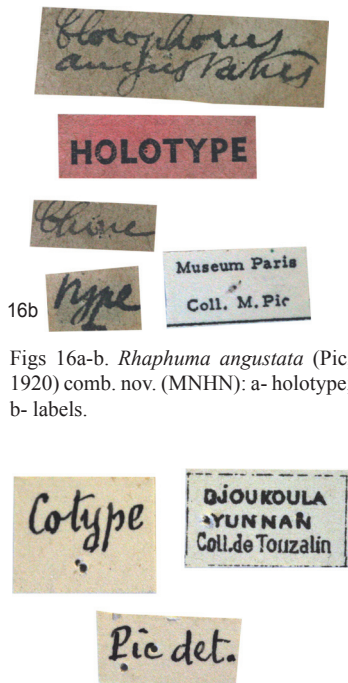 Clorophorus
angustatus
HOLOTYPE
Chine
Type
Museum Paris
Coll. M. Pic
16b
Figs 16a-b. Rhaphuma angustata (Pic
1920) comb. nov. (MNHN): a- holotype
b- labels.
Cotype
DJOUKOULA
YUNNAN
Coll. de Touzalin
Pic det.